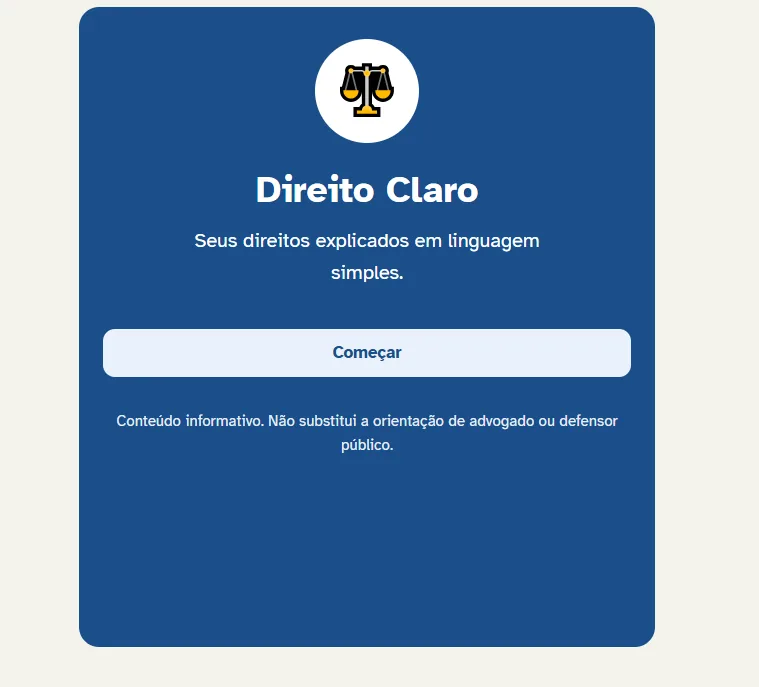 Direito Claro
Seus direitos explicados em linguagem
simples.
Começar
Conteúdo informativo. Não substitui a orientação de advogado ou defensor
público.